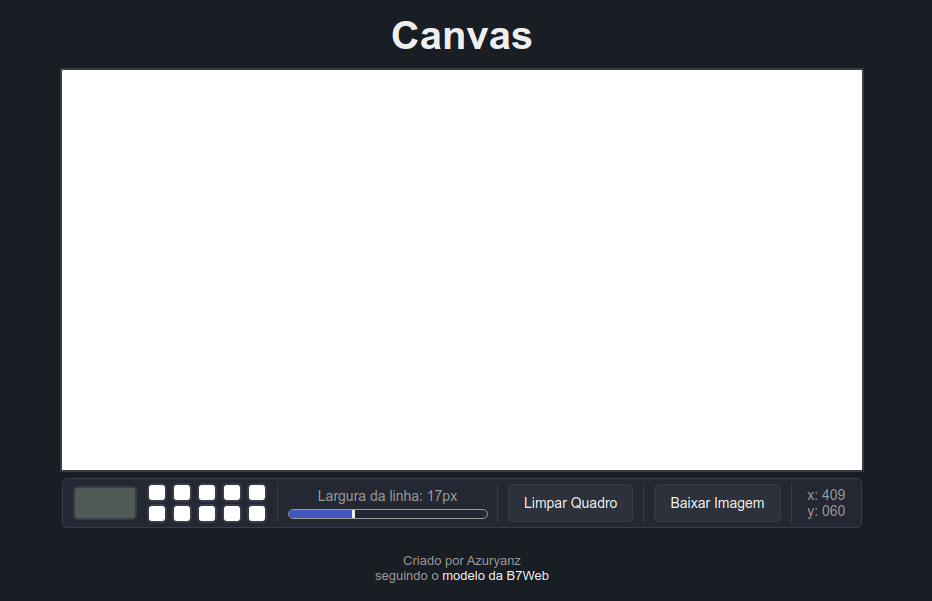 Canvas
Largura da linha: 17px
Limpar Quadro
Baixar Imagem
x: 409
y: 060
Criado por Azuryanz
seguindo o modelo da B7Web